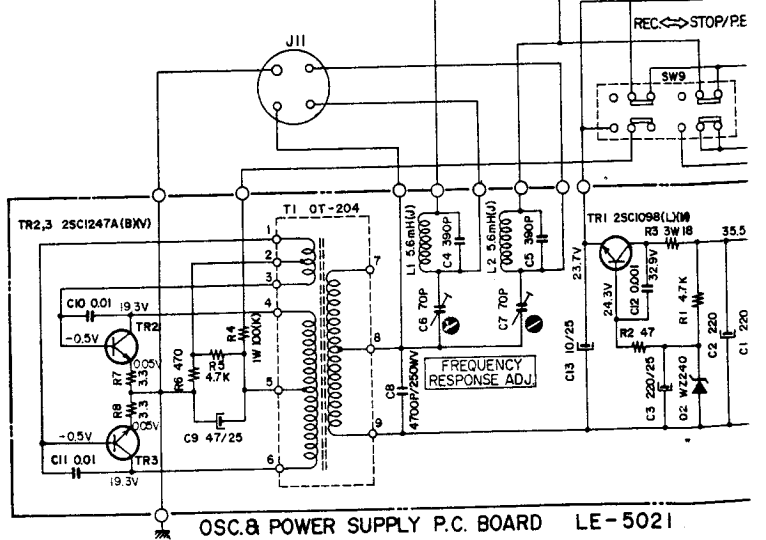 REC. ⟺ STOP/P.B
J11
SW9
TR2,3 2SC1247A(B)(V)
T1 OT-204
TR1 2SC1098(L)(M)
R3 3W18
35.5
1
2
3
4
5
6
7
8
9
L1 5.6mH(J)
C4 390P
L2 5.6mH(J)
C5 390P
23.7V
24.3V
C12 0.001
32.9V
R1 4.7K
C2 220
C1 220
C10 0.01
19.3V
-0.5V
TR2
0.05V
R7
3.3
R8
3.3
0.05V
-0.5V
TR3
C11 0.01
19.3V
R6 470
R5
4.7K
R4
1W 100(K)
C9 47/25
C6 70P
C7 70P
C8
4700P/250WV
FREQUENCY
RESPONSE ADJ.
C13 10/25
R2 47
C3 220/25
D2 WZ240
OSC.& POWER SUPPLY P.C. BOARD LE-5021